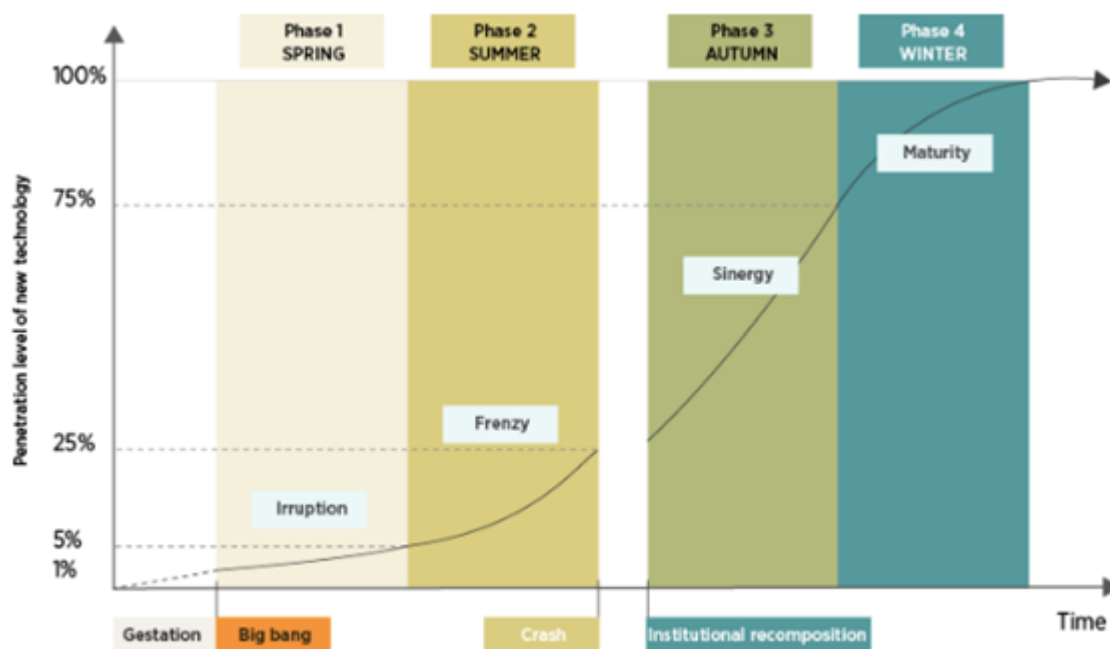 Phase 1
SPRING
Phase 2
SUMMER
Phase 3
AUTUMN
Phase 4
WINTER
100%
Maturity
75%
Penetration level of new technology
Sinergy
Frenzy
25%
Irruption
5%
1%
Time
Gestation
Big bang
Crash
Institutional recomposition